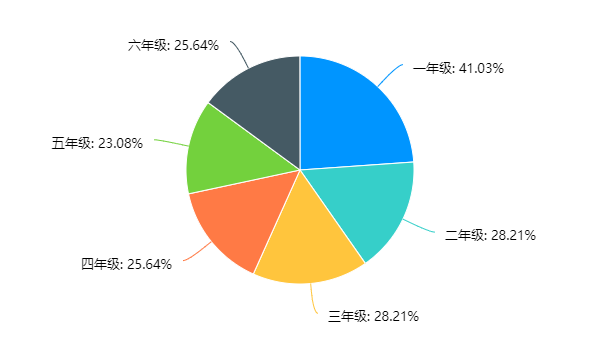 六年级: 25.64%
一年级: 41.03%
五年级: 23.08%
二年级: 28.21%
四年级: 25.64%
三年级: 28.21%